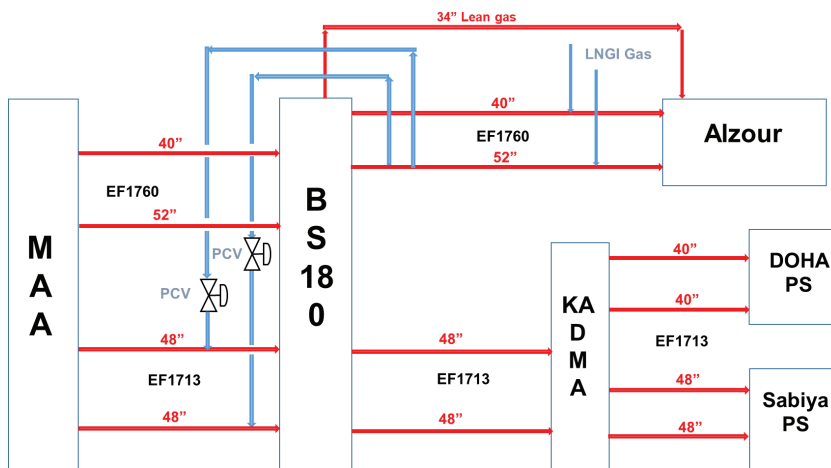 34” Lean gas
LNGI Gas
40”
40”
EF1760
Alzour
52”
EF1760
52”
M
A
A
B
S
18
0
PCV
PCV
48”
EF1713
48”
48”
EF1713
48”
KA
D
M
A
40”
40”
EF1713
48”
48”
DOHA
PS
Sabiya
PS